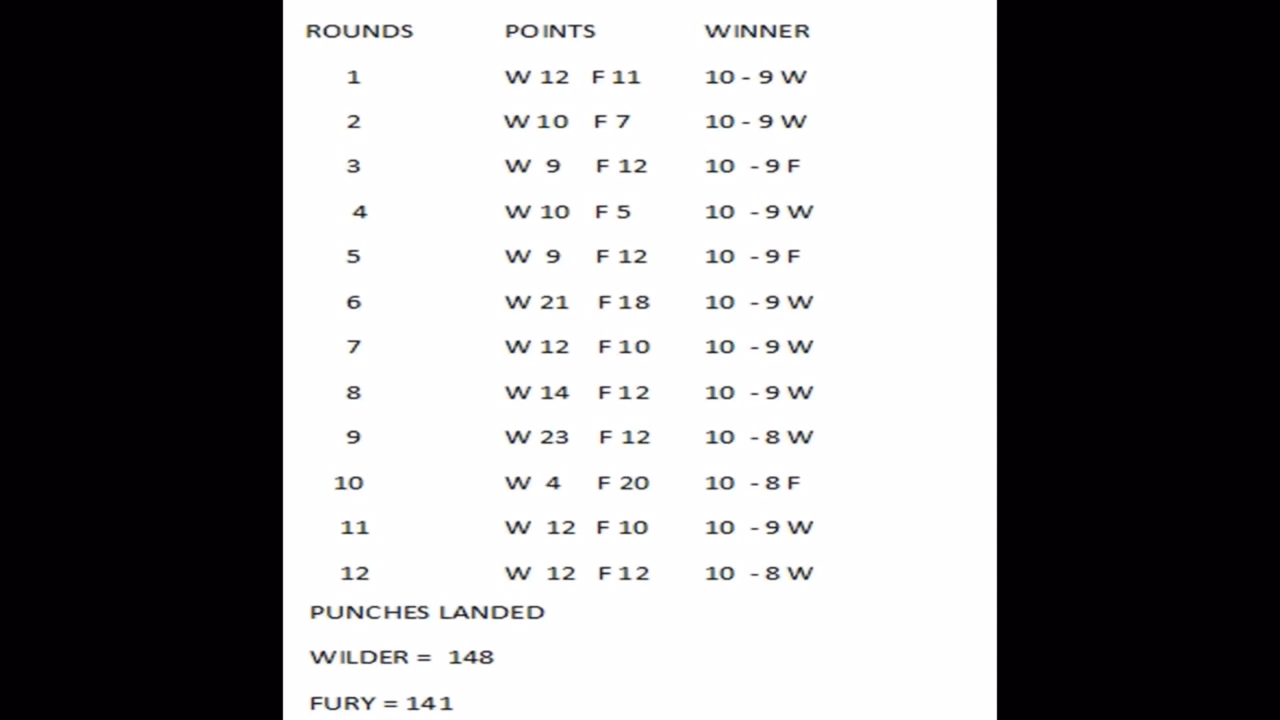 ROUNDS POINTS WINNER
1 W 12 F 11 10 - 9 W
2 W 10 F 7 10 - 9 W
3 W 9 F 12 10 - 9 F
4 W 10 F 5 10 - 9 W
5 W 9 F 12 10 - 9 F
6 W 21 F 18 10 - 9 W
7 W 12 F 10 10 - 9 W
8 W 14 F 12 10 - 9 W
9 W 23 F 12 10 - 8 W
10 W 4 F 20 10 - 8 F
11 W 12 F 10 10 - 9 W
12 W 12 F 12 10 - 8 W
PUNCHES LANDED
WILDER = 148
FURY = 141